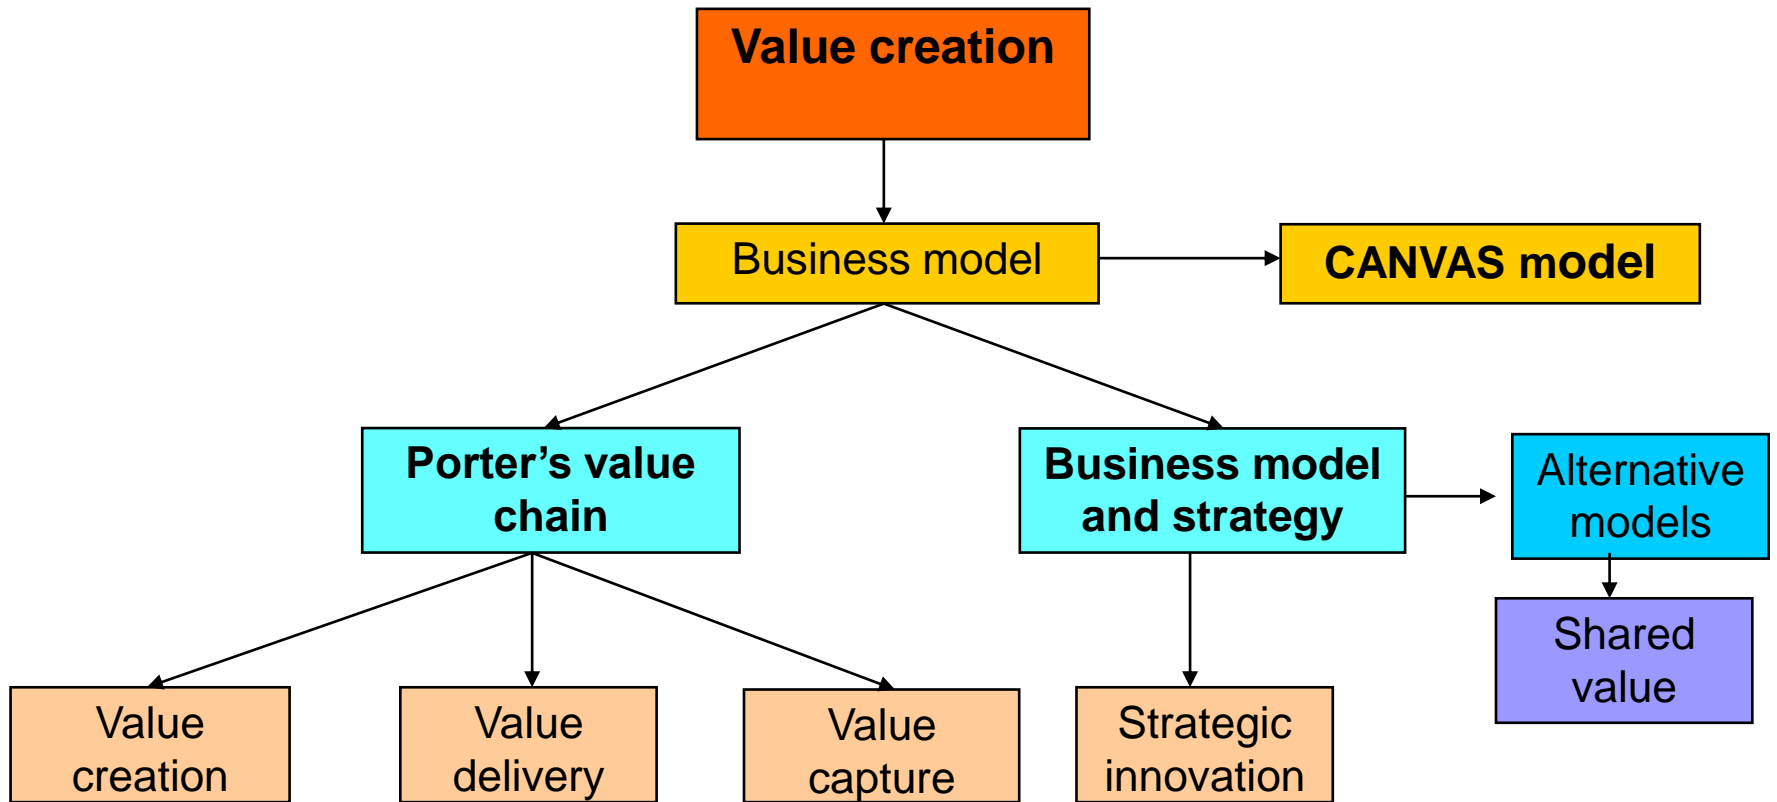 Value creation
Business model
CANVAS model
Porter’s value
chain
Business model
and strategy
Alternative
models
Shared
value
Value
creation
Value
delivery
Value
capture
Strategic
innovation